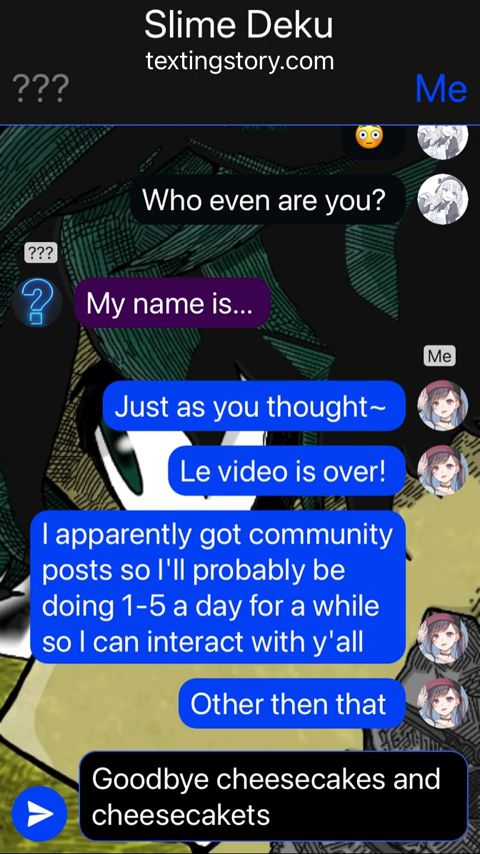 Slime Deku
textingstory.com
???
Me
Who even are you?
???
My name is...
Me
Just as you thought~
Le video is over!
I apparently got community
posts so I'll probably be
doing 1-5 a day for a while
so I can interact with y'all
Other then that
Goodbye cheesecakes and
cheesecakets